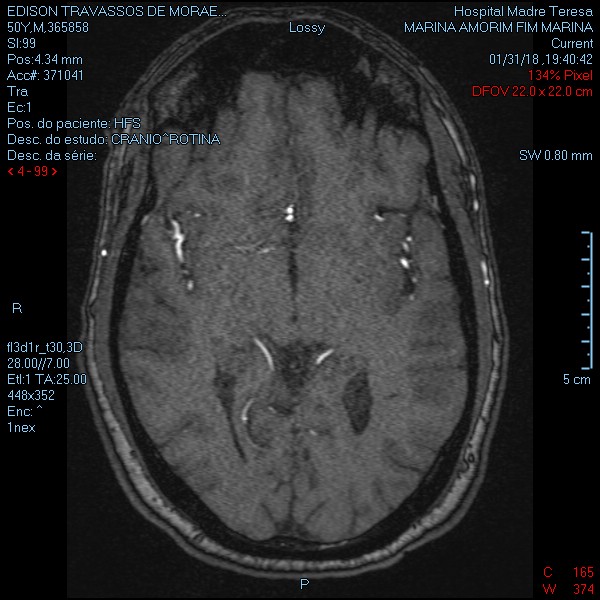 EDISON TRAVASSOS DE MORAE...
50Y,M,365858
SI:99
Pos:4.34 mm
Acc#: 371041
Tra
Ec:1
Pos. do paciente: HFS
Desc. do estudo: CRANIO^ROTINA
Desc. da série:
< 4 - 99 >
Lossy
Hospital Madre Teresa
MARINA AMORIM FIM MARINA
Current
01/31/18 ,19:40:42
134% Pixel
DFOV 22.0 x 22.0 cm
SW 0.80 mm
R
5 cm
fl3d1r_t30,3D
28.00//7.00
Etl:1 TA:25.00
448x352
Enc: ^
1nex
P
C 165
W 374